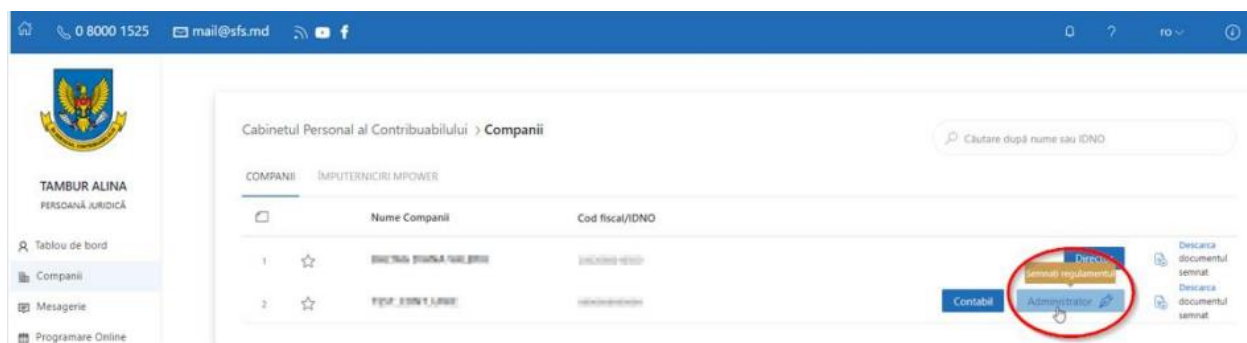 0 8000 1525 mail@sfs.md ? ro
Cabinetul Personal al Contribuabilului > Companii
Căutare după nume sau IDNO
TAMBUR ALINA
PERSOANĂ JURIDICĂ
COMPANII ÎMPUTERNICIRI MPOWER
Nume Companii Cod fiscal/IDNO
Tablou de bord
Companii
Mesagerie
Programare Online
1
Director
Semnați regulamentul
Descarca
documentul
semnat
2
Contabil Administrator
Descarca
documentul
semnat